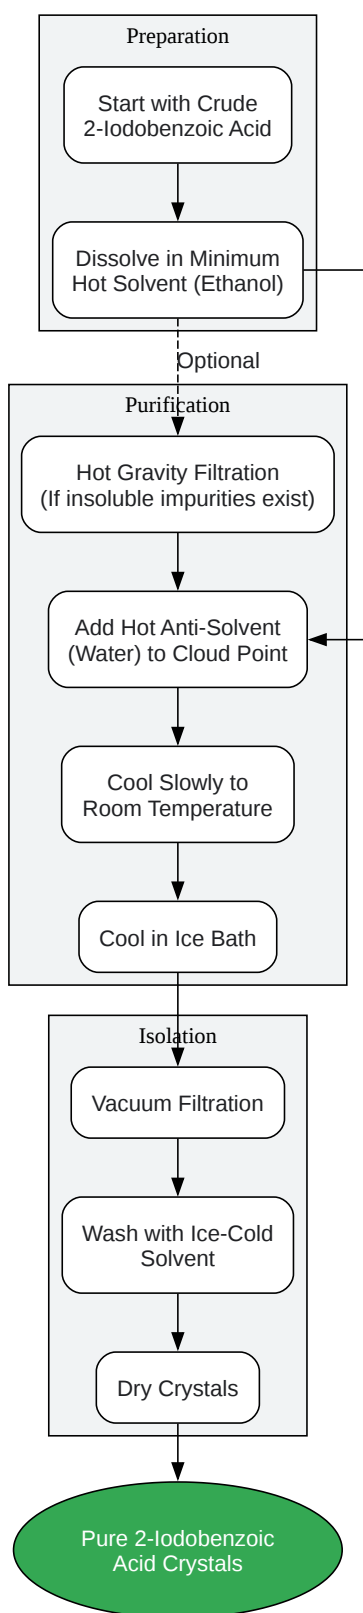 Preparation
Start with Crude
2-Iodobenzoic Acid
Dissolve in Minimum
Hot Solvent (Ethanol)
Optional
Purification
Hot Gravity Filtration
(If insoluble impurities exist)
Add Hot Anti-Solvent
(Water) to Cloud Point
Cool Slowly to
Room Temperature
Cool in Ice Bath
Isolation
Vacuum Filtration
Wash with Ice-Cold
Solvent
Dry Crystals
Pure 2-Iodobenzoic
Acid Crystals